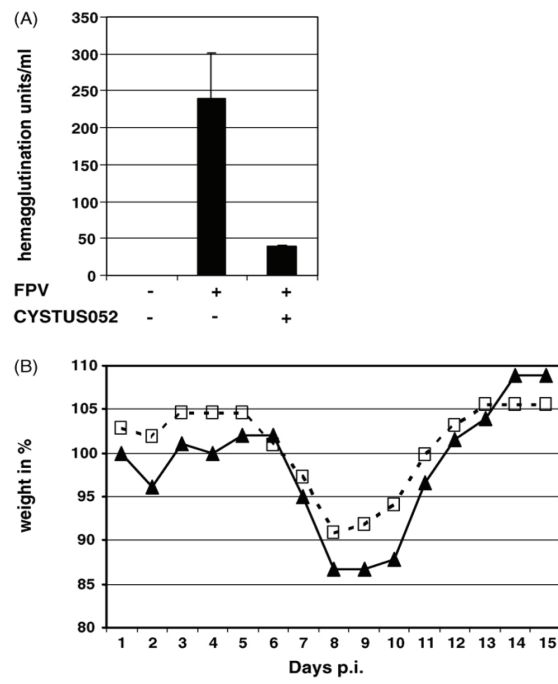 (A)
350
300
250
200
150
100
50
0
hemagglutination units/ml
FPV - + +
CYSTUS052 - - +
(B)
110
105
100
95
90
85
80
weight in %
1 2 3 4 5 6 7 8 9 10 11 12 13 14 15
Days p.i.